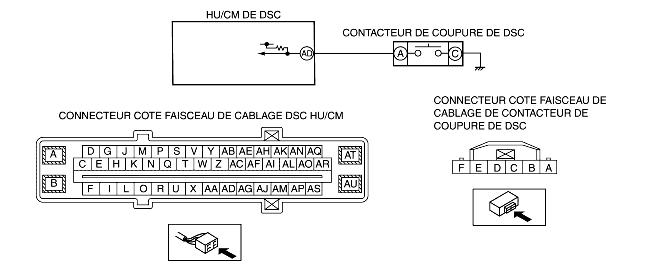 HU/CM DE DSC
CONTACTEUR DE COUPURE DE DSC
AD
A
C
CONNECTEUR COTE FAISCEAU DE CABLAGE DSC HU/CM
CONNECTEUR COTE FAISCEAU DE
CABLAGE DE CONTACTEUR DE
COUPURE DE DSC
A D G J M P S V Y AB AE AH AK AN AQ AT
C E H K N Q T W Z AC AF AI AL AO AR
B F I L O R U X AA AD AG AJ AM AP AS AU
F E D C B A